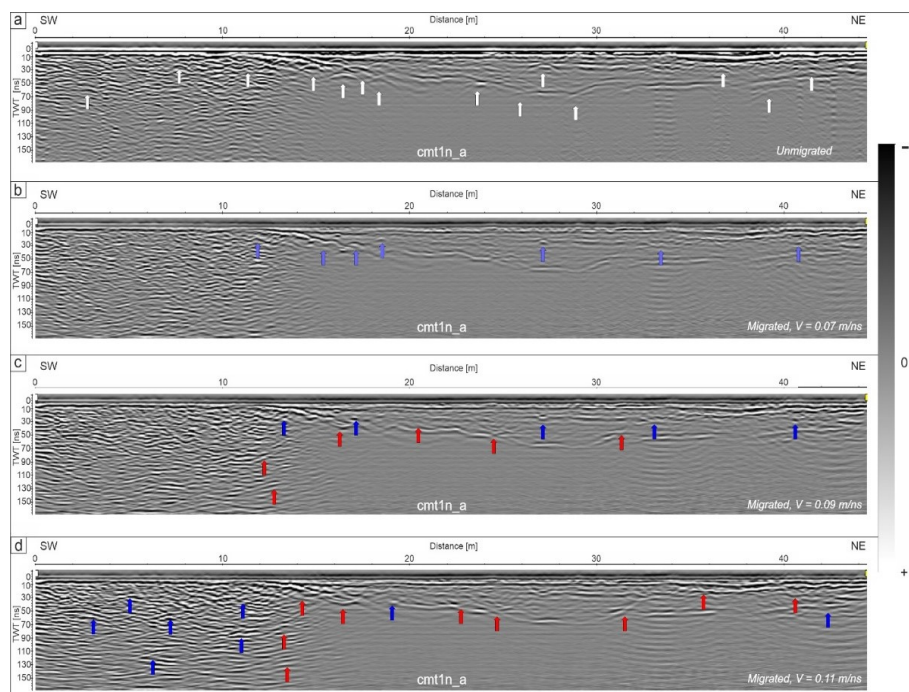 a SW Distance [m] NE
0 10 20 30 40
TWT [ns]
0
10
30
50
70
90
110
130
150
cmt1n_a
Unmigrated
b SW Distance [m] NE
0 10 20 30 40
TWT [ns]
0
10
30
50
70
90
110
130
150
cmt1n_a
Migrated, V = 0.07 m/ns
c SW Distance [m] NE
0 10 20 30 40
TWT [ns]
0
10
30
50
70
90
110
130
150
cmt1n_a
Migrated, V = 0.09 m/ns
d SW Distance [m] NE
0 10 20 30 40
TWT [ns]
0
10
30
50
70
90
110
130
150
cmt1n_a
Migrated, V = 0.11 m/ns
-
0
+